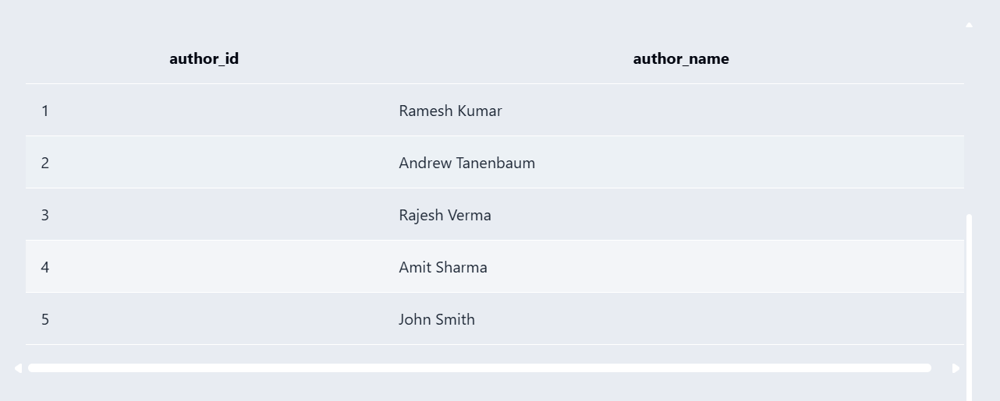 author_id author_name
1 Ramesh Kumar
2 Andrew Tanenbaum
3 Rajesh Verma
4 Amit Sharma
5 John Smith